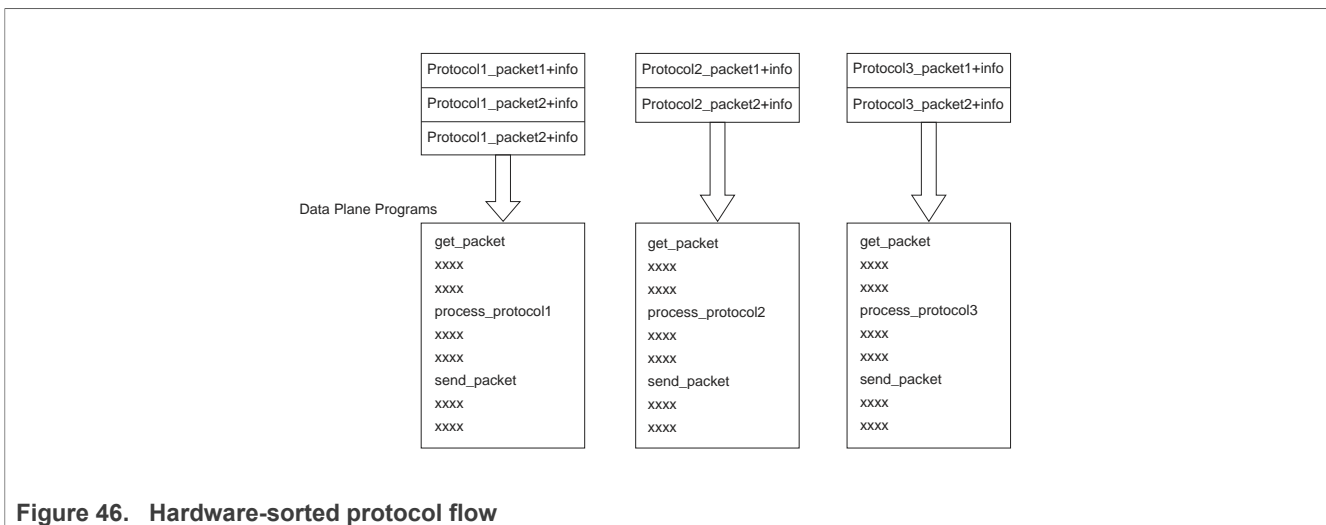 Protocol1_packet1+info
Protocol1_packet2+info
Protocol1_packet2+info
Protocol2_packet1+info
Protocol2_packet2+info
Protocol3_packet1+info
Protocol3_packet2+info
Data Plane Programs
get_packet
xxxx
xxxx
process_protocol1
xxxx
xxxx
send_packet
xxxx
xxxx
get_packet
xxxx
xxxx
process_protocol2
xxxx
xxxx
send_packet
xxxx
xxxx
get_packet
xxxx
xxxx
process_protocol3
xxxx
xxxx
send_packet
xxxx
xxxx
Figure 46. Hardware-sorted protocol flow